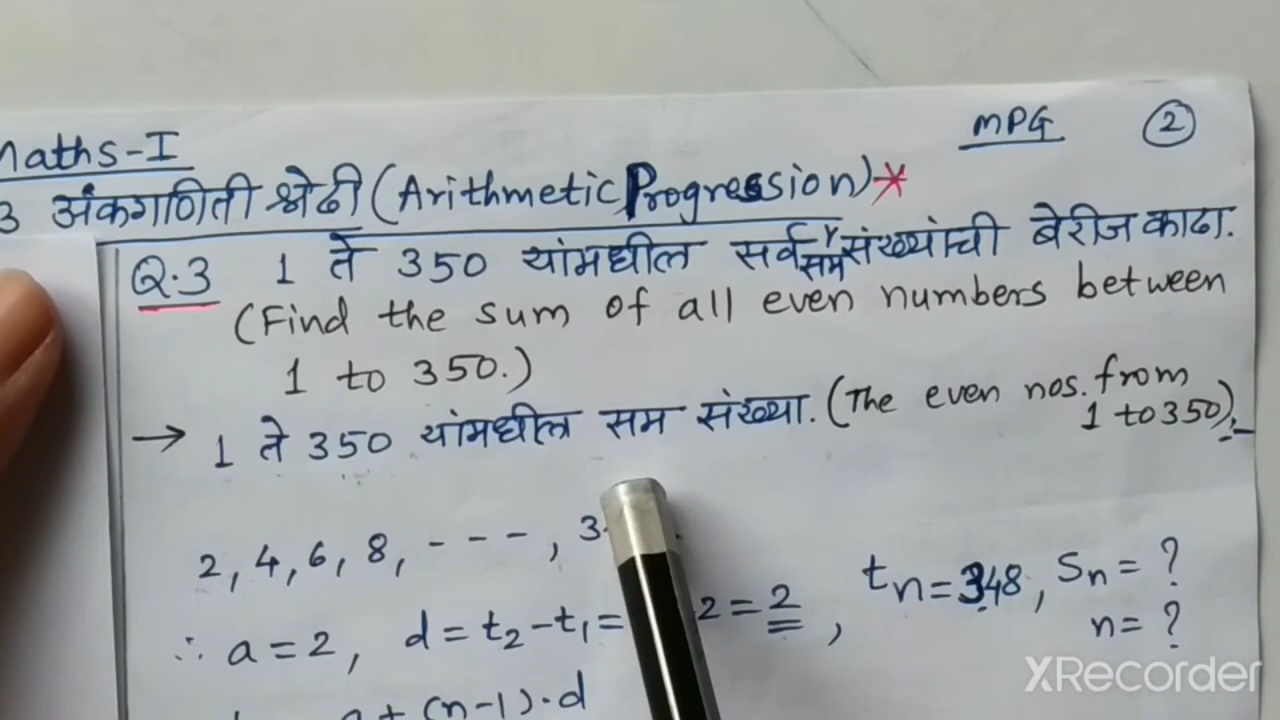 Maths-I
MPG 2
3 अंकगणिती श्रेढी (Arithmetic Progression)*
Q.3 1 ते 350 यांमधील सर्व सम संख्यांची बेरीज काढा.
(Find the sum of all even numbers between
1 to 350.)
→ 1 ते 350 यांमधील सम संख्या. (The even nos. from
1 to 350),
2, 4, 6, 8, - - - ,
∴ a = 2, d = t2 - t1 = 2 = 2, tn = 348, Sn = ?
n = ?
+ (n-1)·d
XRecorder